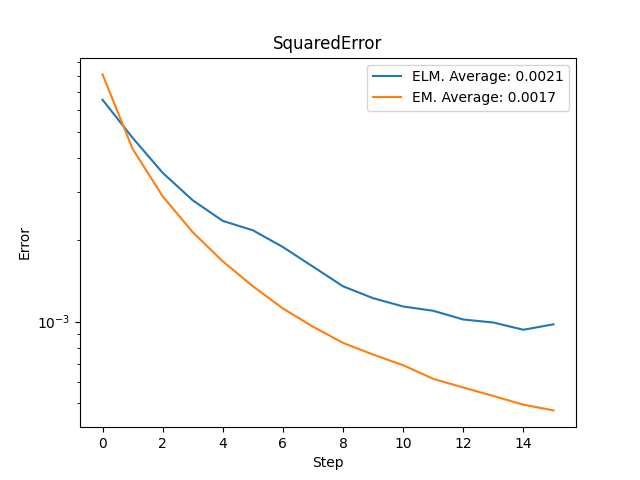 SquaredError
ELM. Average: 0.0021
EM. Average: 0.0017
Error
10⁻³
0 2 4 6 8 10 12 14
Step